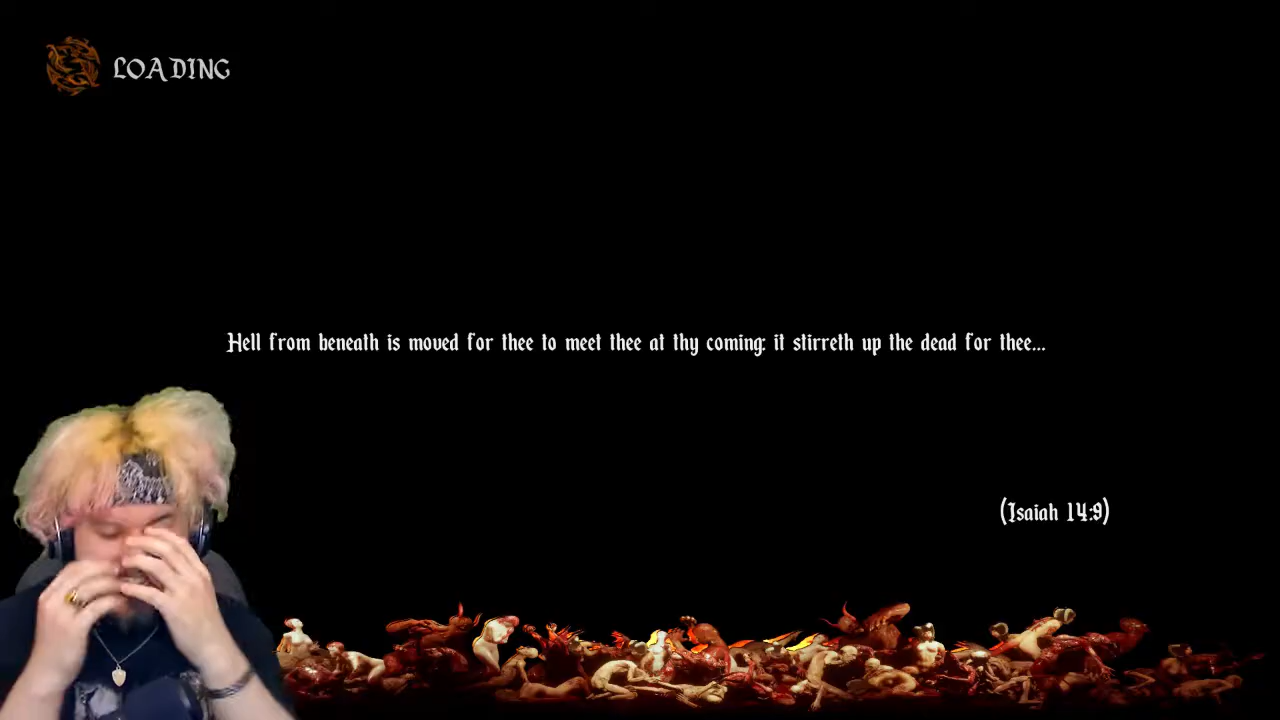 LOADING
Hell from beneath is moved for thee to meet thee at thy coming: it stirreth up the dead for thee...
(Isaiah 14:9)